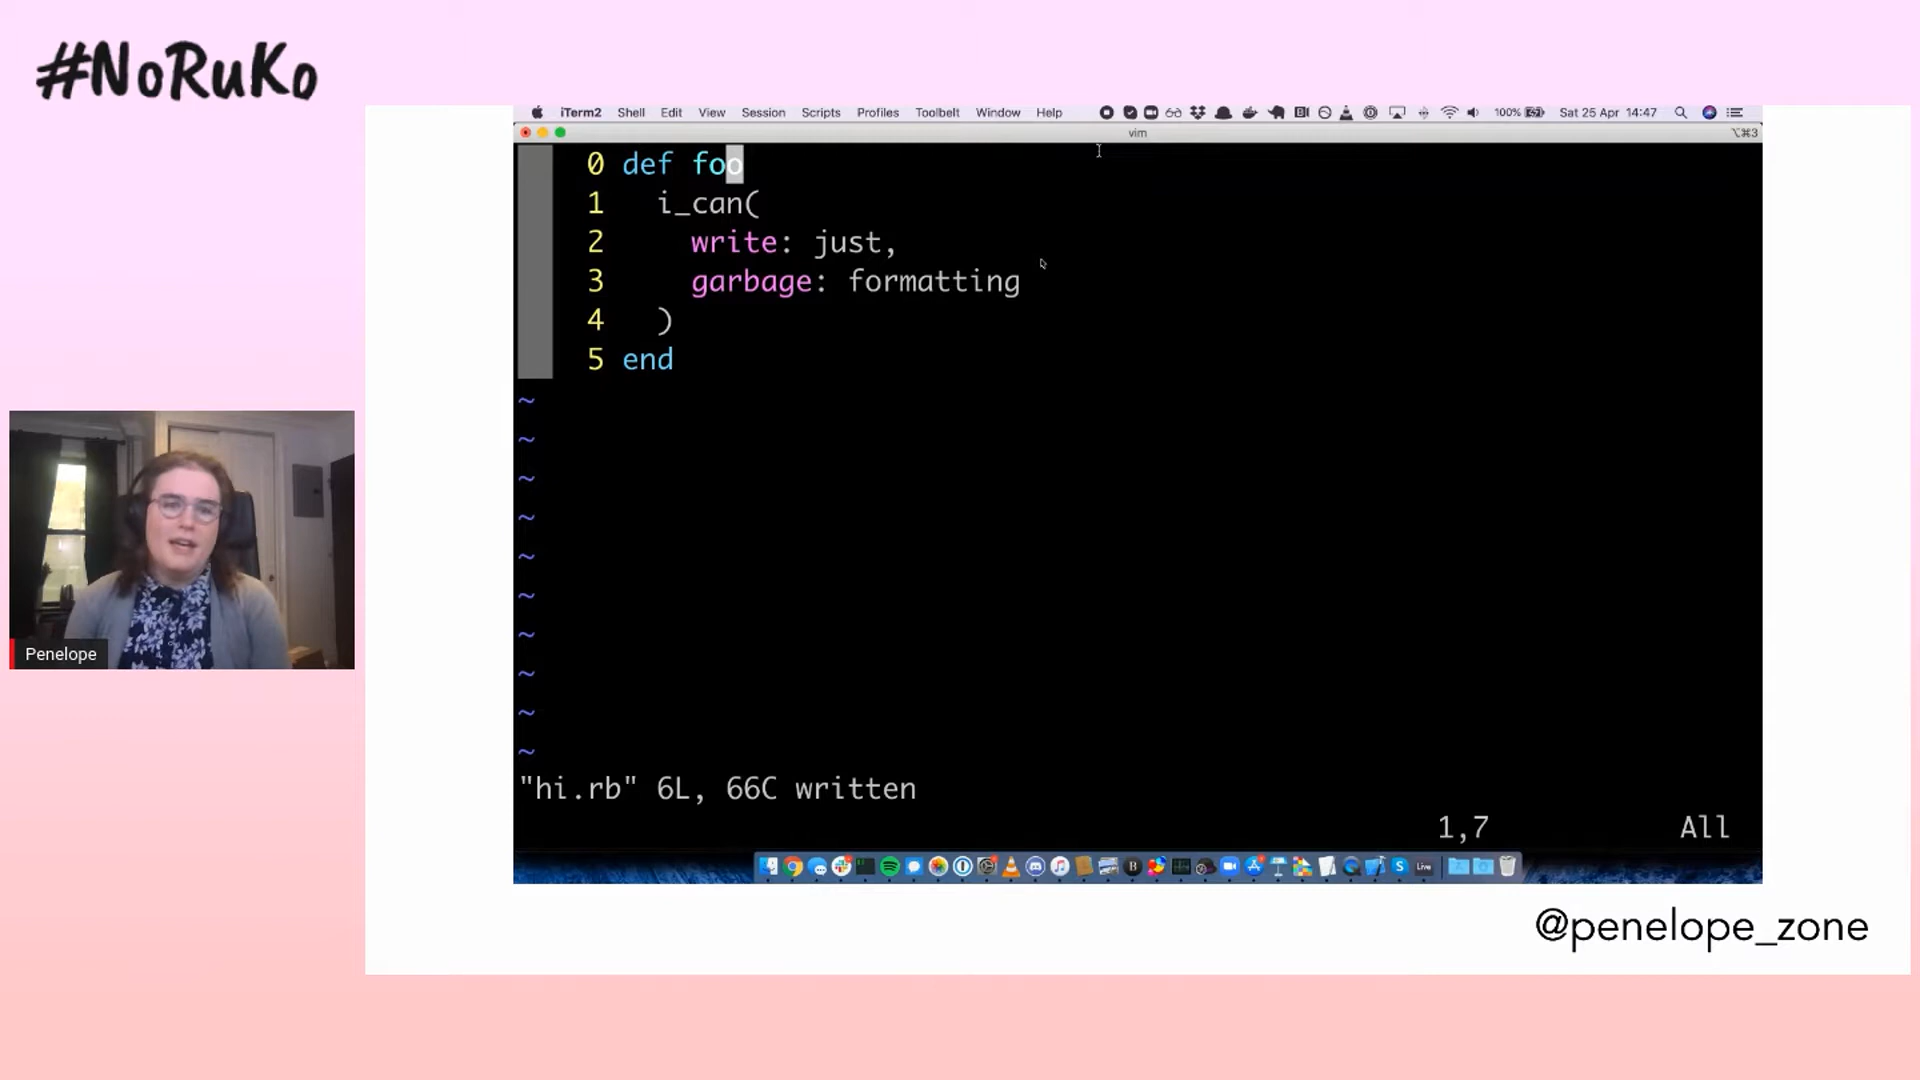 #NoRuKo
iTerm2 Shell Edit View Session Scripts Profiles Toolbelt Window Help 100% Sat 25 Apr 14:47
vim
⌥⌘3
0 def foo
1   i_can(
2     write: just,
3     garbage: formatting
4   )
5 end
~
~
~
~
~
~
~
~
~
~
"hi.rb" 6L, 66C written
1,7 All
Penelope
@penelope_zone